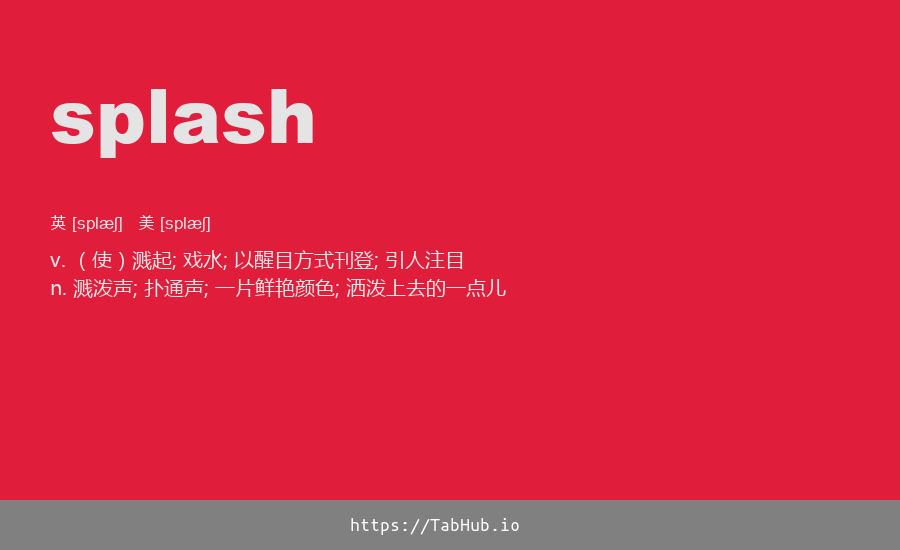 splash
英 [splæʃ] 美 [splæʃ]
v. （使）溅起; 戏水; 以醒目方式刊登; 引人注目
n. 溅泼声; 扑通声; 一片鲜艳颜色; 洒泼上去的一点儿
https://TabHub.io